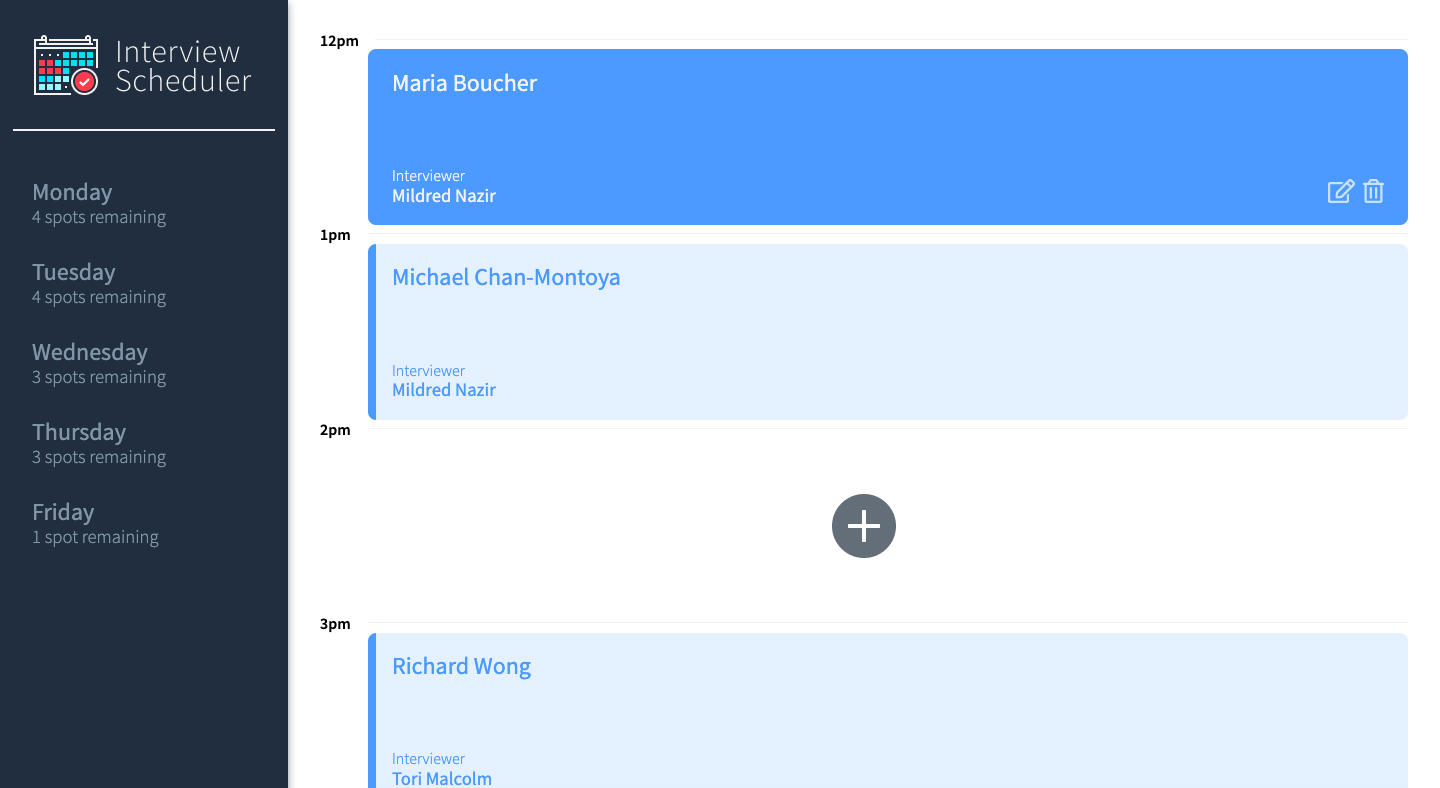 Interview
Scheduler
Monday
4 spots remaining
Tuesday
4 spots remaining
Wednesday
3 spots remaining
Thursday
3 spots remaining
Friday
1 spot remaining
12pm
Maria Boucher
Interviewer
Mildred Nazir
1pm
Michael Chan-Montoya
Interviewer
Mildred Nazir
2pm
3pm
Richard Wong
Interviewer
Tori Malcolm